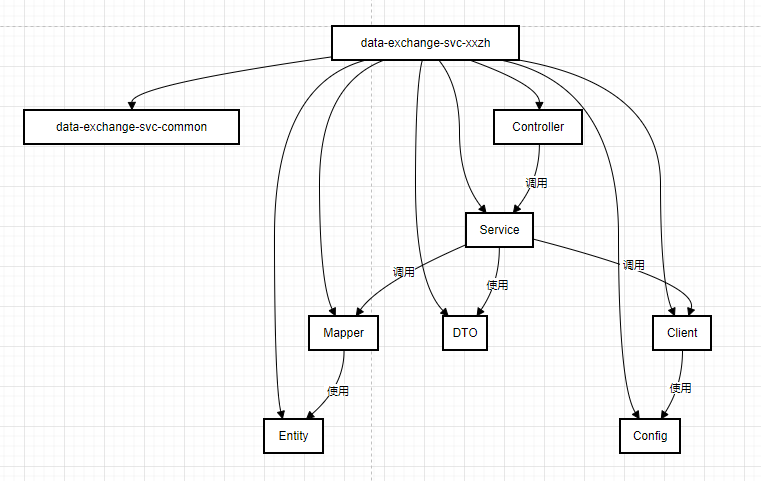 data-exchange-svc-xxzh
data-exchange-svc-common
Controller
调用
Service
调用
调用
使用
Mapper
DTO
Client
使用
使用
Entity
Config